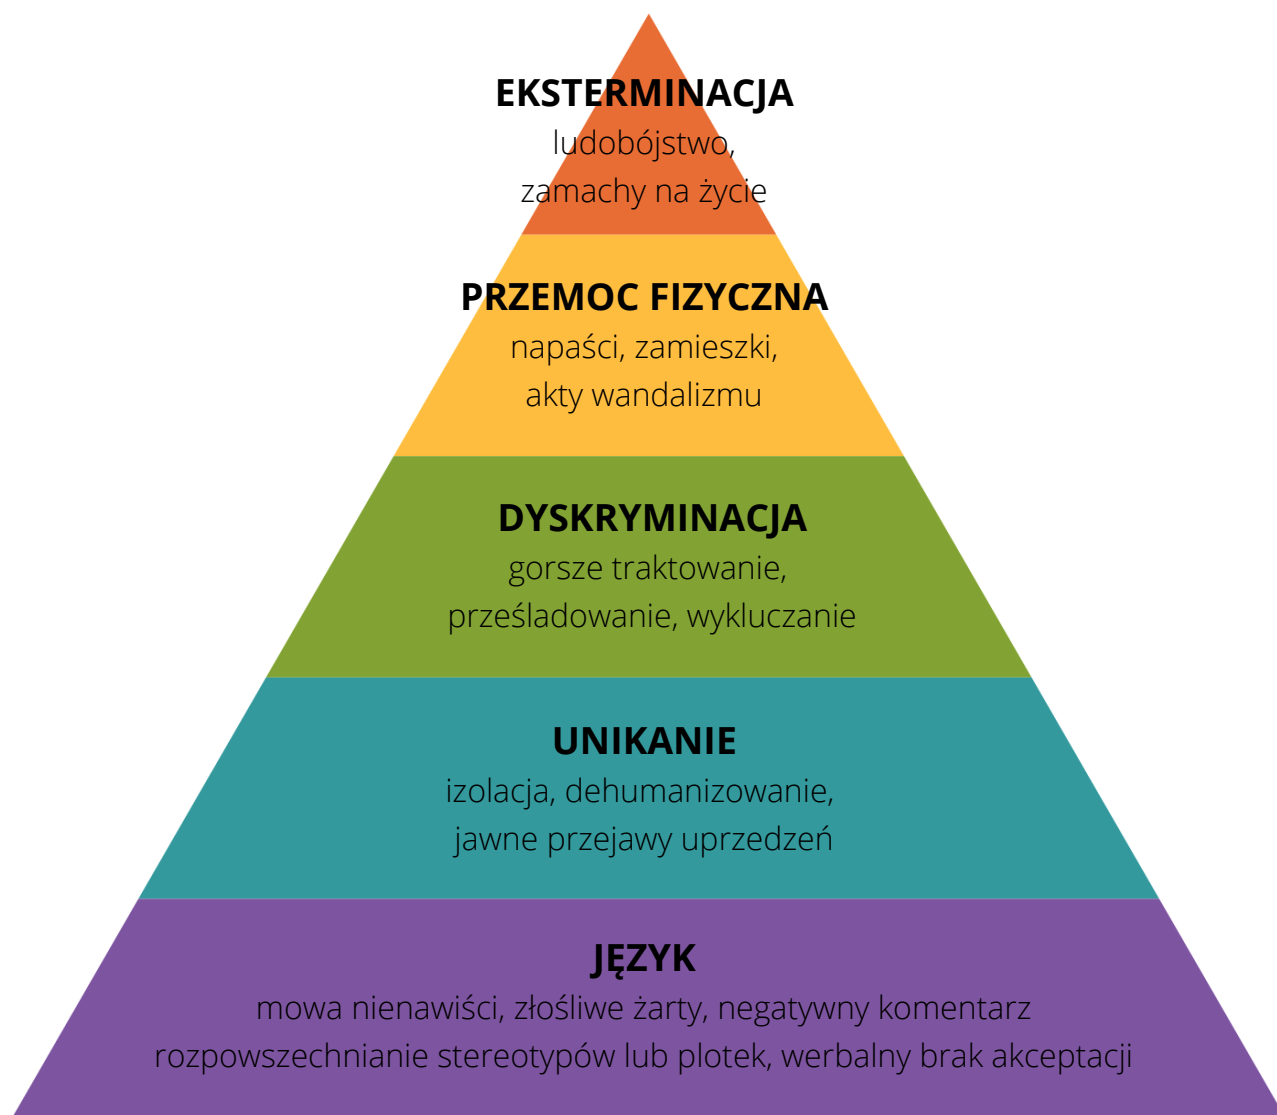 EKSTERMINACJA
ludobójstwo,
zamachy na życie
PRZEMOC FIZYCZNA
napaści, zamieszki,
akty wandalizmu
DYSKRYMINACJA
gorsze traktowanie,
prześladowanie, wykluczanie
UNIKANIE
izolacja, dehumanizowanie,
jawne przejawy uprzedzeń
JĘZYK
mowa nienawiści, złośliwe żarty, negatywny komentarz
rozpowszechnianie stereotypów lub plotek, werbalny brak akceptacji